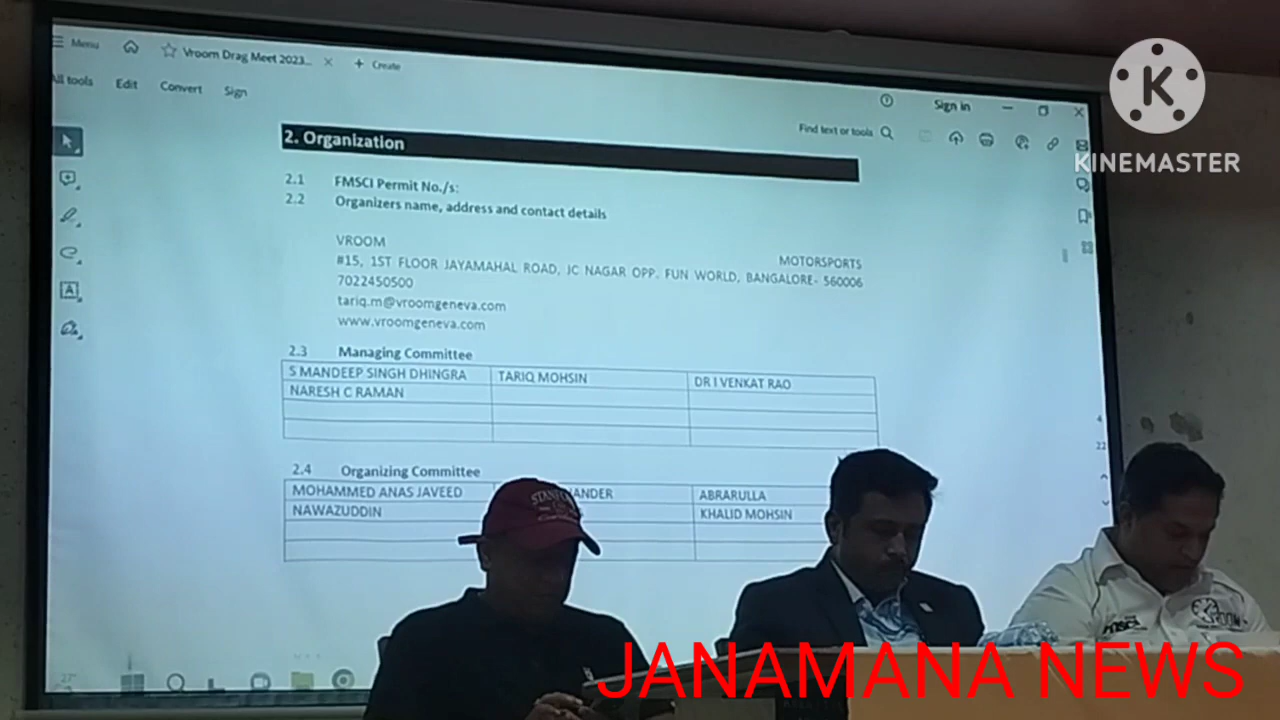 Menu
Vroom Drag Meet 2023...
Create
All tools
Edit
Convert
Sign
Sign in
Find text or tools
K
KINEMASTER
2. Organization
2.1 FMSCI Permit No./s:
2.2 Organizers name, address and contact details
VROOM MOTORSPORTS
#15, 1ST FLOOR JAYAMAHAL ROAD, JC NAGAR OPP. FUN WORLD, BANGALORE- 560006
7022450500
tariq.m@vroomgeneva.com
www.vroomgeneva.com
2.3 Managing Committee
S MANDEEP SINGH DHINGRA TARIQ MOHSIN DR I VENKAT RAO
NARESH C RAMAN
4
22
2.4 Organizing Committee
MOHAMMED ANAS JAVEED ABRARULLA
NAWAZUDDIN KHALID MOHSIN
27°
JANAMANA NEWS